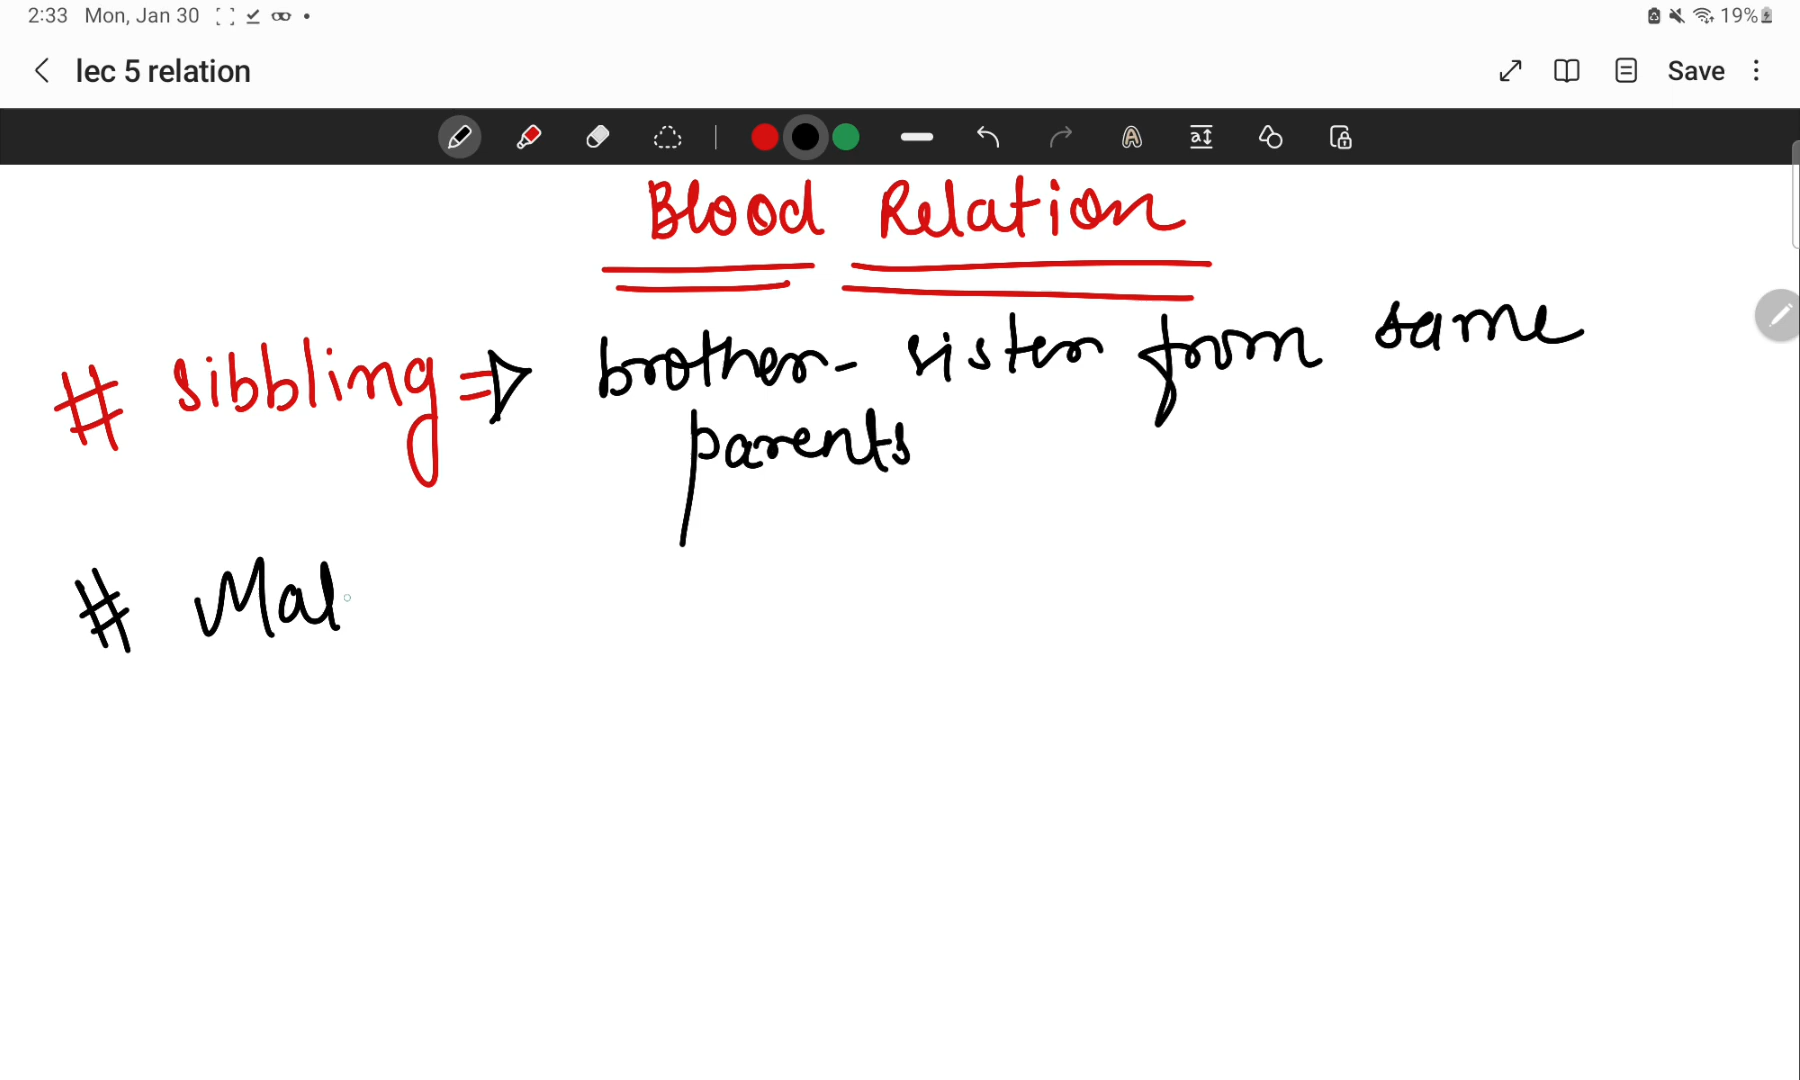 2:33 Mon, Jan 30
19%
lec 5 relation
Save
Blood Relation
# sibbling => brother - sister from same
parents
# Mal